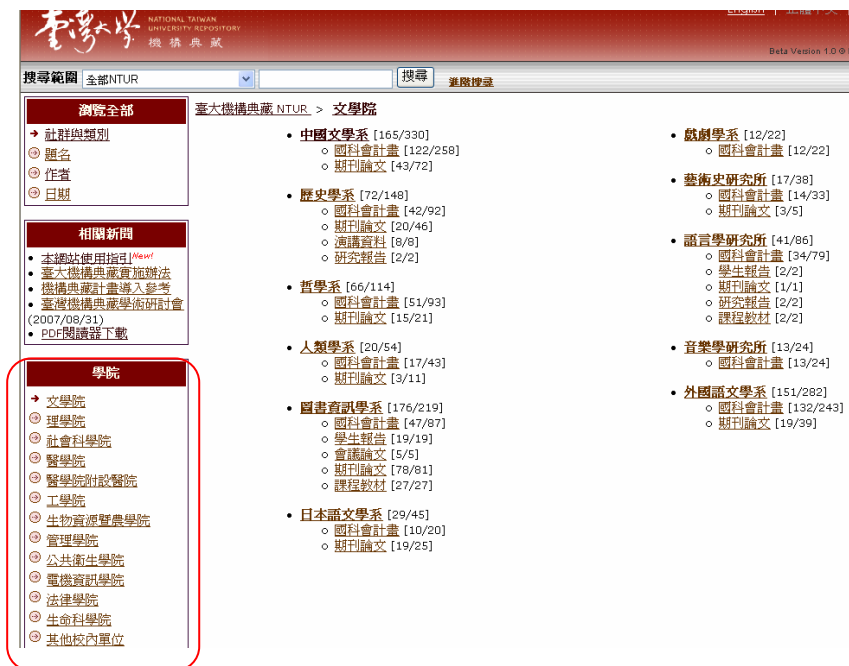 臺灣大學
NATIONAL TAIWAN
UNIVERSITY REPOSITORY
機 構 典 藏
English | 正體中文 |
Beta Version 1.0 @
搜尋範圍 全部NTUR 搜尋 進階搜尋
瀏覽全部
社群與類別
題名
作者
日期
相關新聞
本網站使用指引New!
臺大機構典藏實施辦法
機構典藏計畫導入參考
臺灣機構典藏學術研討會
(2007/08/31)
PDF閱讀器下載
學院
文學院
理學院
社會科學院
醫學院
醫學院附設醫院
工學院
生物資源暨農學院
管理學院
公共衛生學院
電機資訊學院
法律學院
生命科學院
其他校內單位
臺大機構典藏 NTUR > 文學院
中國文學系 [165/330]
國科會計畫 [122/258]
期刊論文 [43/72]
歷史學系 [72/148]
國科會計畫 [42/92]
期刊論文 [20/46]
演講資料 [8/8]
研究報告 [2/2]
哲學系 [66/114]
國科會計畫 [51/93]
期刊論文 [15/21]
人類學系 [20/54]
國科會計畫 [17/43]
期刊論文 [3/11]
圖書資訊學系 [176/219]
國科會計畫 [47/87]
學生報告 [19/19]
會議論文 [5/5]
期刊論文 [78/81]
課程教材 [27/27]
日本語文學系 [29/45]
國科會計畫 [10/20]
期刊論文 [19/25]
戲劇學系 [12/22]
國科會計畫 [12/22]
藝術史研究所 [17/38]
國科會計畫 [14/33]
期刊論文 [3/5]
語言學研究所 [41/86]
國科會計畫 [34/79]
學生報告 [2/2]
期刊論文 [1/1]
研究報告 [2/2]
課程教材 [2/2]
音樂學研究所 [13/24]
國科會計畫 [13/24]
外國語文學系 [151/282]
國科會計畫 [132/243]
期刊論文 [19/39]